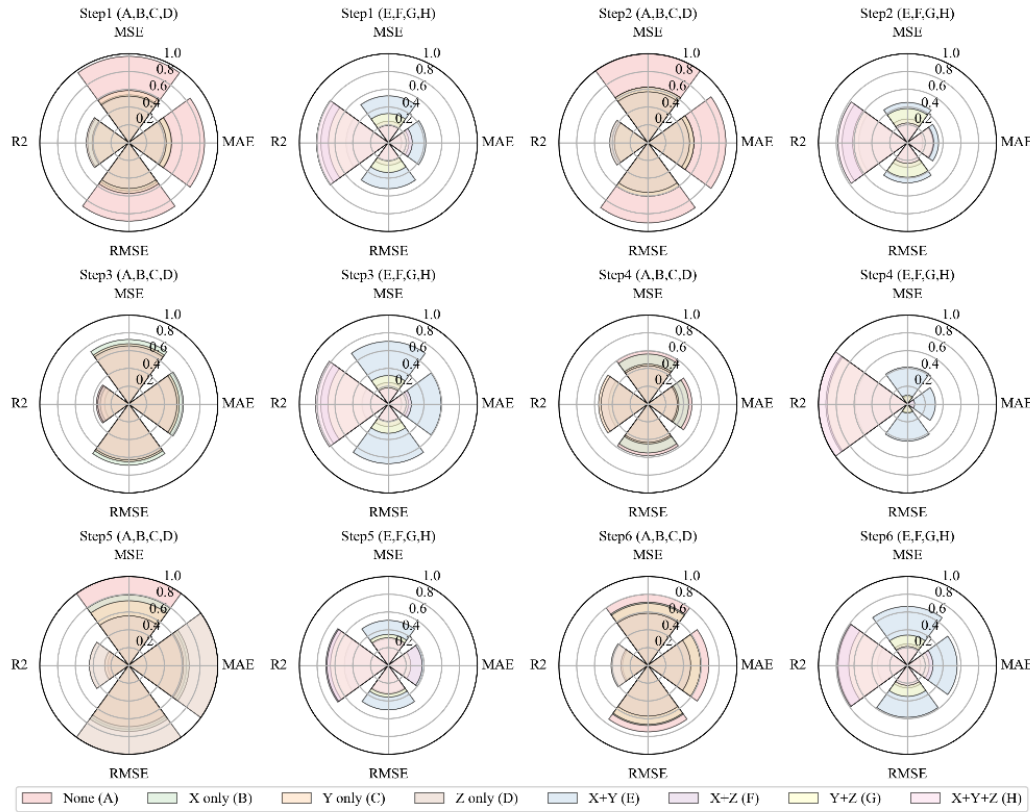 Step1 (A,B,C,D) Step1 (E,F,G,H) Step2 (A,B,C,D) Step2 (E,F,G,H)
MSE MSE MSE MSE
1.0 1.0 1.0 1.0
0.8 0.8 0.8 0.8
0.6 0.6 0.6 0.6
0.4 0.4 0.4 0.4
0.2 0.2 0.2 0.2
R2 MAE R2 MAE R2 MAE R2 MAE
RMSE RMSE RMSE RMSE
Step3 (A,B,C,D) Step3 (E,F,G,H) Step4 (A,B,C,D) Step4 (E,F,G,H)
MSE MSE MSE MSE
1.0 1.0 1.0 1.0
0.8 0.8 0.8 0.8
0.6 0.6 0.6 0.6
0.4 0.4 0.4 0.4
0.2 0.2 0.2 0.2
R2 MAE R2 MAE R2 MAE R2 MAE
RMSE RMSE RMSE RMSE
Step5 (A,B,C,D) Step5 (E,F,G,H) Step6 (A,B,C,D) Step6 (E,F,G,H)
MSE MSE MSE MSE
1.0 1.0 1.0 1.0
0.8 0.8 0.8 0.8
0.6 0.6 0.6 0.6
0.4 0.4 0.4 0.4
0.2 0.2 0.2 0.2
R2 MAE R2 MAE R2 MAE R2 MAE
RMSE RMSE RMSE RMSE
None (A) X only (B) Y only (C) Z only (D) X+Y (E) X+Z (F) Y+Z (G) X+Y+Z (H)